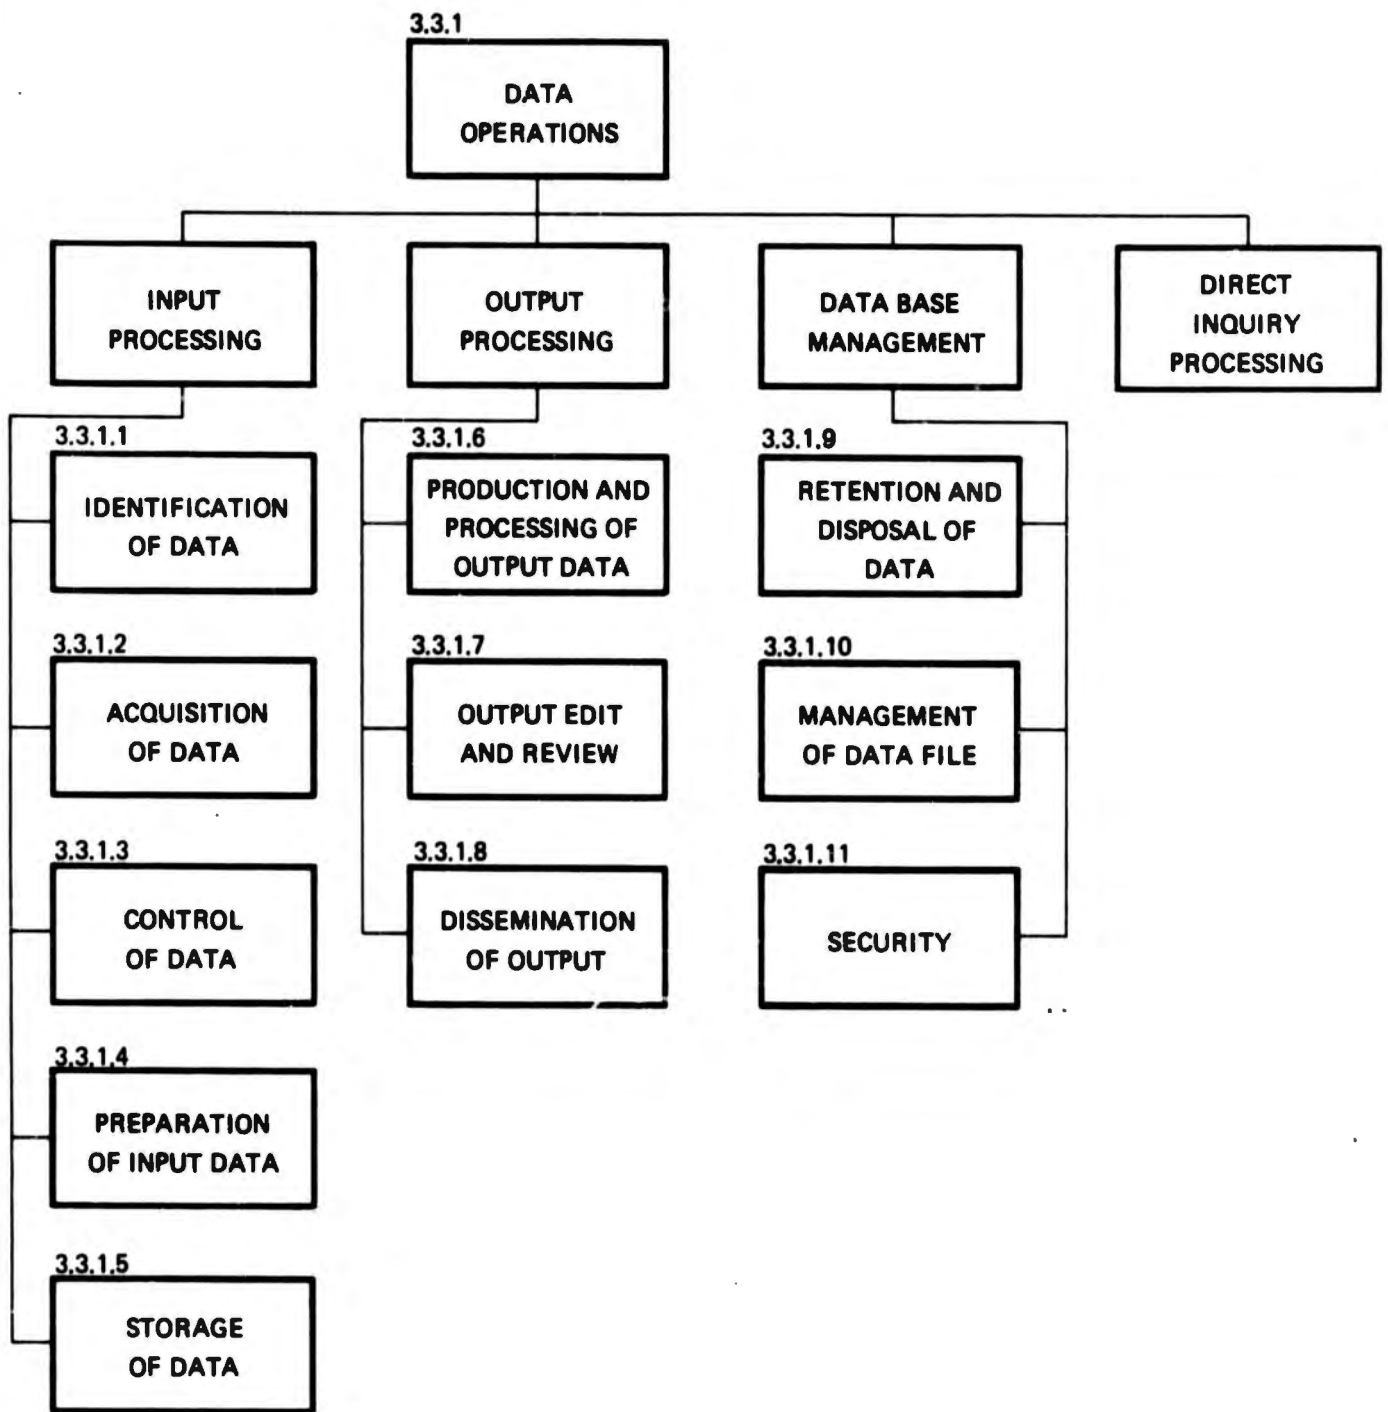 3.3.1
DATA
OPERATIONS
INPUT
PROCESSING
OUTPUT
PROCESSING
DATA BASE
MANAGEMENT
DIRECT
INQUIRY
PROCESSING
3.3.1.1
IDENTIFICATION
OF DATA
3.3.1.2
ACQUISITION
OF DATA
3.3.1.3
CONTROL
OF DATA
3.3.1.4
PREPARATION
OF INPUT DATA
3.3.1.5
STORAGE
OF DATA
3.3.1.6
PRODUCTION AND
PROCESSING OF
OUTPUT DATA
3.3.1.7
OUTPUT EDIT
AND REVIEW
3.3.1.8
DISSEMINATION
OF OUTPUT
3.3.1.9
RETENTION AND
DISPOSAL OF
DATA
3.3.1.10
MANAGEMENT
OF DATA FILE
3.3.1.11
SECURITY